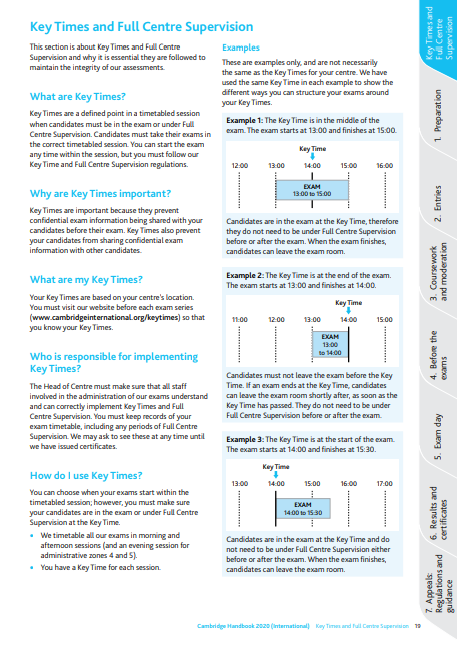 Key Times and Full Centre Supervision
This section is about Key Times and Full Centre
Supervision and why it is essential they are followed to
maintain the integrity of our assessments.
What are Key Times?
Key Times are a defined point in a timetabled session
when candidates must be in the exam or under Full
Centre Supervision. Candidates must take their exams in
the correct timetabled session. You can start the exam
any time within the session, but you must follow our
Key Time and Full Centre Supervision regulations.
Why are Key Times important?
Key Times are important because they prevent
confidential exam information being shared with your
candidates before their exam. Key Times also prevent
your candidates from sharing confidential exam
information with other candidates.
What are my Key Times?
Your Key Times are based on your centre's location.
You must visit our website before each exam series
(www.cambridgeinternational.org/keytimes) so that
you know your Key Times.
Who is responsible for implementing
Key Times?
The Head of Centre must make sure that all staff
involved in the administration of our exams understand
and can correctly implement Key Times and Full
Centre Supervision. You must keep records of your
exam timetable, including any periods of Full Centre
Supervision. We may ask to see these at any time until
we have issued certificates.
How do I use Key Times?
You can choose when your exams start within the
timetabled session; however, you must make sure
your candidates are in the exam or under Full Centre
Supervision at the Key Time.
• We timetable all our exams in morning and
afternoon sessions (and an evening session for
administrative zones 4 and 5).
• You have a Key Time for each session.
Examples
These are examples only, and are not necessarily
the same as the Key Times for your centre. We have
used the same Key Time in each example to show the
different ways you can structure your exams around
your Key Times.
Example 1: The Key Time is in the middle of the
exam. The exam starts at 13:00 and finishes at 15:00.
Key Time
12:00 13:00 14:00 15:00 16:00
EXAM
13:00 to 15:00
Candidates are in the exam at the Key Time, therefore
they do not need to be under Full Centre Supervision
before or after the exam. When the exam finishes,
candidates can leave the exam room.
Example 2: The Key Time is at the end of the exam.
The exam starts at 13:00 and finishes at 14:00.
Key Time
11:00 12:00 13:00 14:00 15:00
EXAM
13:00
to 14:00
Candidates must not leave the exam before the Key
Time. If an exam ends at the Key Time, candidates
can leave the exam room shortly after, as soon as the
Key Time has passed. They do not need to be under
Full Centre Supervision before or after the exam.
Example 3: The Key Time is at the start of the exam.
The exam starts at 14:00 and finishes at 15:30.
Key Time
13:00 14:00 15:00 16:00 17:00
EXAM
14:00 to 15:30
Candidates are in the exam at the Key Time and do
not need to be under Full Centre Supervision either
before or after the exam. When the exam finishes,
candidates can leave the exam room.
Key Times and
Full Centre
Supervision
1. Preparation
2. Entries
3. Coursework
and moderation
4. Before the
exams
5. Exam day
6. Results and
certificates
7. Appeals:
Regulations and
guidance
Cambridge Handbook 2020 (International) Key Times and Full Centre Supervision 19